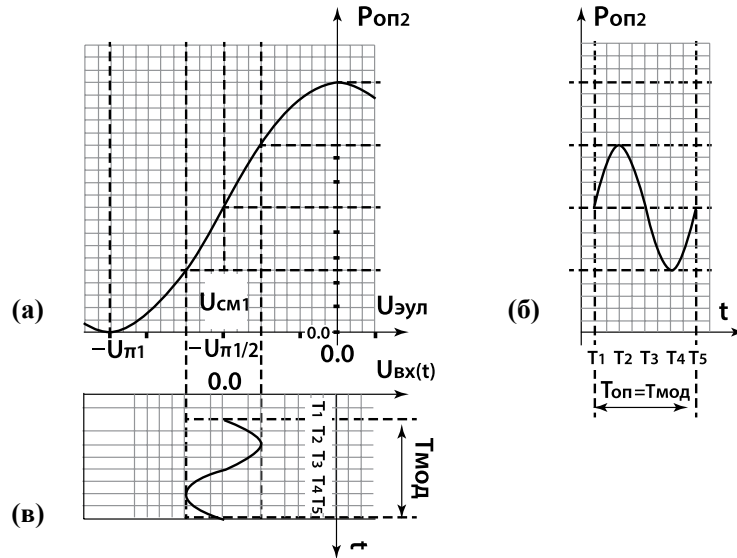 Pоп2
(а)
Uсм1
Uэул
0.0
−Uπ1
−Uπ1/2
0.0
0.0
Uвх(t)
T1
T2
T3
T4
T5
Tмод
(в)
t
Pоп2
(б)
t
T1 T2 T3 T4 T5
Tоп=Tмод